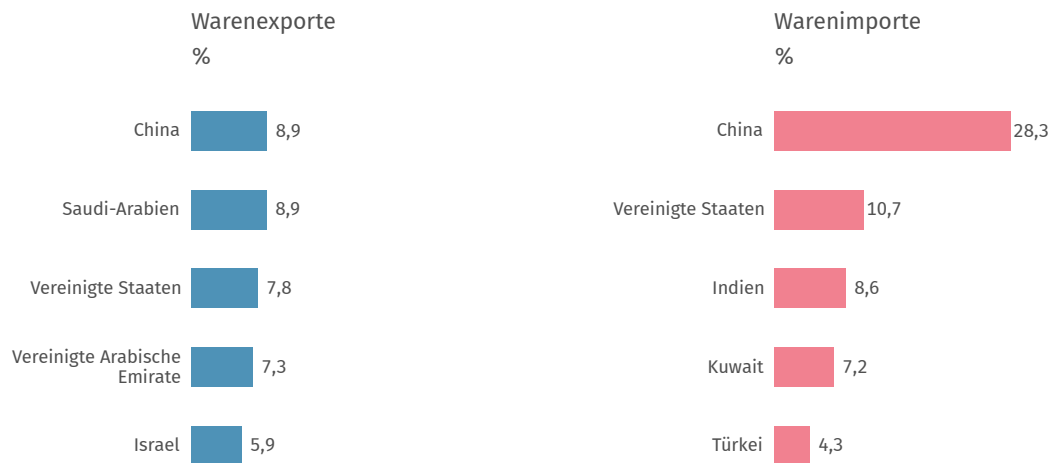 Warenexporte
%
China 8,9
Saudi-Arabien 8,9
Vereinigte Staaten 7,8
Vereinigte Arabische
Emirate 7,3
Israel 5,9
Warenimporte
%
China 28,3
Vereinigte Staaten 10,7
Indien 8,6
Kuwait 7,2
Türkei 4,3